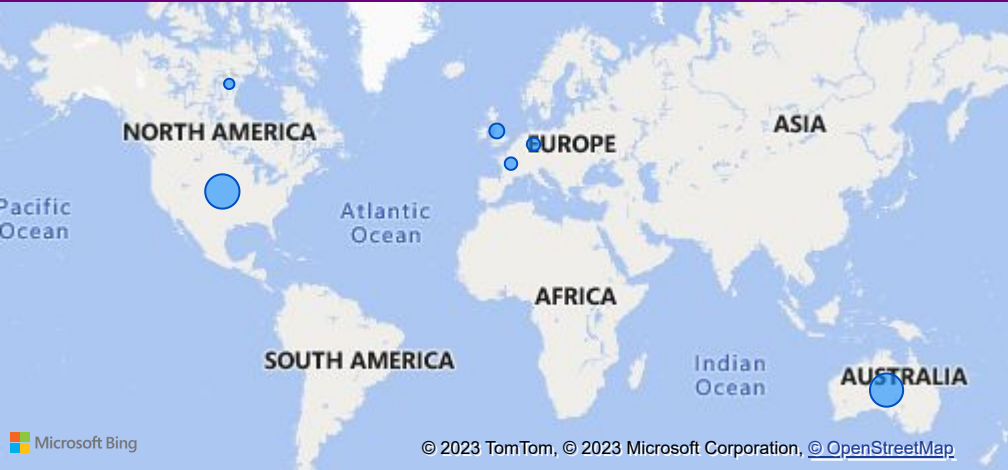 ASIA
NORTH AMERICA
EUROPE
Pacific
Ocean
Atlantic
Ocean
AFRICA
SOUTH AMERICA
Indian
Ocean
AUSTRALIA
Microsoft Bing
© 2023 TomTom, © 2023 Microsoft Corporation, © OpenStreetMap